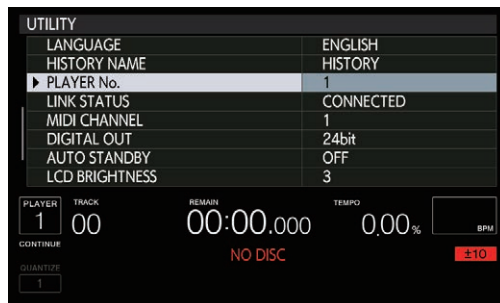 UTILITY
LANGUAGE ENGLISH
HISTORY NAME HISTORY
PLAYER No. 1
LINK STATUS CONNECTED
MIDI CHANNEL 1
DIGITAL OUT 24bit
AUTO STANDBY OFF
LCD BRIGHTNESS 3
PLAYER TRACK REMAIN TEMPO
1 00 00:00.000 0.00% BPM
CONTINUE NO DISC ±10
QUANTIZE
1